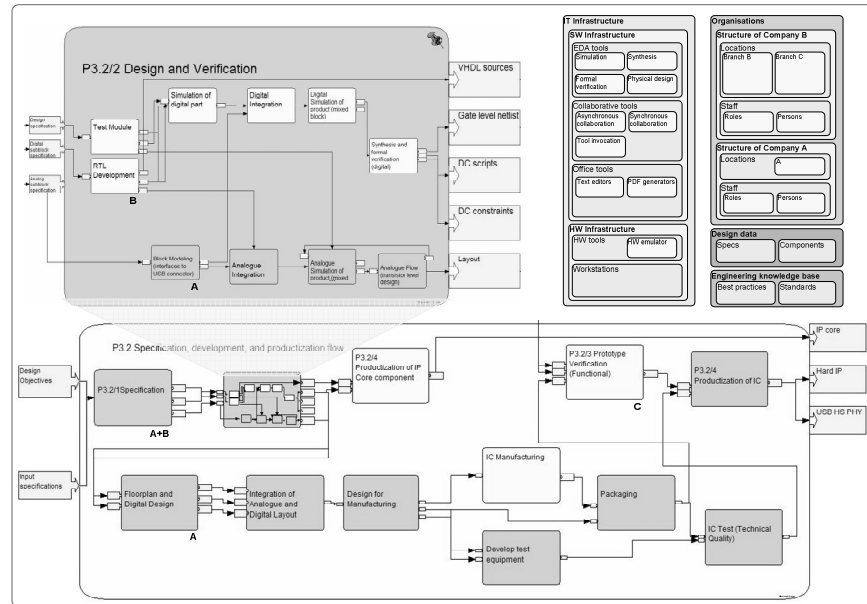 P3.2/2 Design and Verification
Design
specification
Digital
subblock
specification
Analog
subblock
specification
Test Module
RTL
Development
B
Simulation of
digital part
Digital
Integration
Digital
Simulation of
product (mixed
block)
Synthesis and
formal
verification
(digital)
Block Modeling
(interfaces to
USB connector)
A
Analogue
Integration
Analogue
Simulation of
product (mixed
Analogue Flow
(transistor level
design)
VHDL sources
Gate level netlist
DC scripts
DC constraints
Layout
IT Infrastructure
SW Infrastructure
EDA tools
Simulation
Synthesis
Formal
verification
Physical design
Collaborative tools
Asynchronous
collaboration
Synchronous
collaboration
Tool invocation
Office tools
Text editors
PDF generators
HW Infrastructure
HW tools
HW emulator
Workstations
Organisations
Structure of Company B
Locations
Branch B
Branch C
Staff
Roles
Persons
Structure of Company A
Locations
A
Staff
Roles
Persons
Design data
Specs
Components
Engineering knowledge base
Best practices
Standards
P3.2 Specification, development, and productization flow
Design
Objectives
Input
specifications
P3.2/1Specification
A+B
P3.2/4
Productization of IP
Core component
P3.2/3 Prototype
Verification
(Functional)
C
P3.2/4
Productization of IC
IP core
Hard IP
USB HS PHY
Floorplan and
Digital Design
A
Integration of
Analogue and
Digital Layout
Design for
Manufacturing
IC Manufacturing
Packaging
Develop test
equipment
IC Test (Technical
Quality)